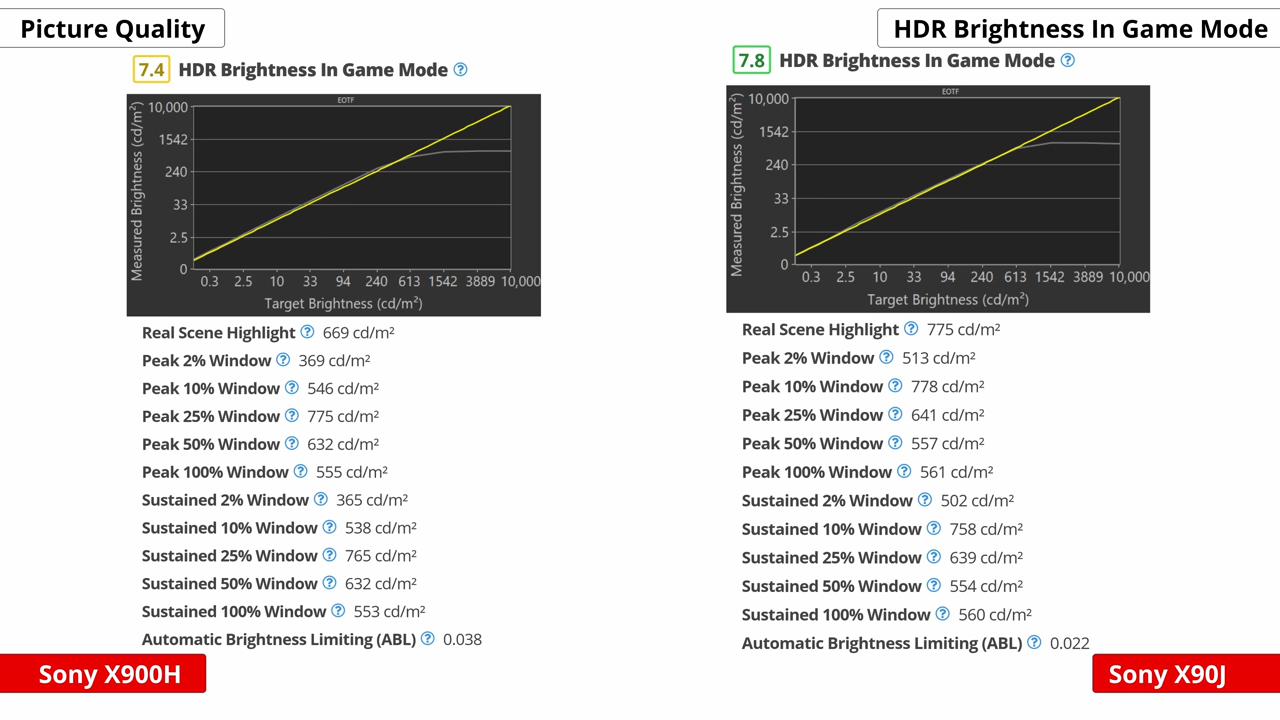 Picture Quality
HDR Brightness In Game Mode
7.4 HDR Brightness In Game Mode
EOTF
Measured Brightness (cd/m²)
10,000
1542
240
33
2.5
0
0.3 2.5 10 33 94 240 613 1542 3889 10,000
Target Brightness (cd/m²)
Real Scene Highlight ? 669 cd/m²
Peak 2% Window ? 369 cd/m²
Peak 10% Window ? 546 cd/m²
Peak 25% Window ? 775 cd/m²
Peak 50% Window ? 632 cd/m²
Peak 100% Window ? 555 cd/m²
Sustained 2% Window ? 365 cd/m²
Sustained 10% Window ? 538 cd/m²
Sustained 25% Window ? 765 cd/m²
Sustained 50% Window ? 632 cd/m²
Sustained 100% Window ? 553 cd/m²
Automatic Brightness Limiting (ABL) ? 0.038
Sony X900H
7.8 HDR Brightness In Game Mode ?
EOTF
Measured Brightness (cd/m²)
10,000
1542
240
33
2.5
0
0.3 2.5 10 33 94 240 613 1542 3889 10,000
Target Brightness (cd/m²)
Real Scene Highlight ? 775 cd/m²
Peak 2% Window ? 513 cd/m²
Peak 10% Window ? 778 cd/m²
Peak 25% Window ? 641 cd/m²
Peak 50% Window ? 557 cd/m²
Peak 100% Window ? 561 cd/m²
Sustained 2% Window ? 502 cd/m²
Sustained 10% Window ? 758 cd/m²
Sustained 25% Window ? 639 cd/m²
Sustained 50% Window ? 554 cd/m²
Sustained 100% Window ? 560 cd/m²
Automatic Brightness Limiting (ABL) ? 0.022
Sony X90J